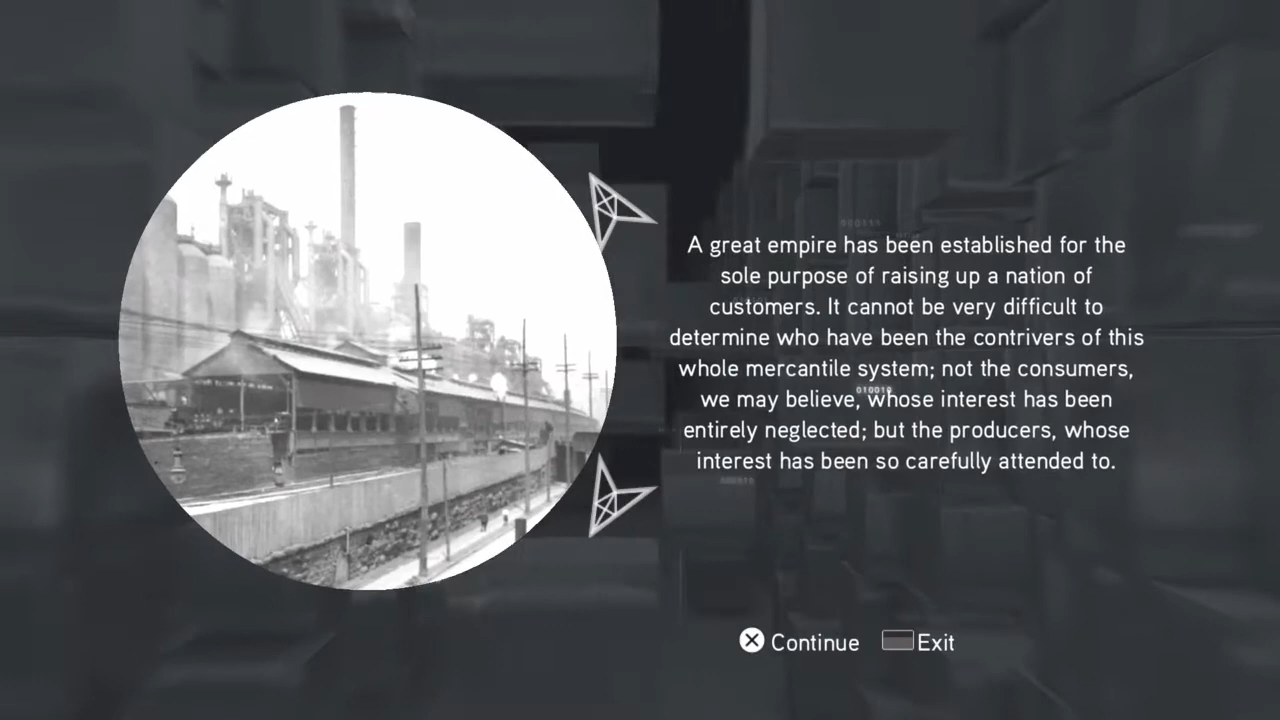 A great empire has been established for the
sole purpose of raising up a nation of
customers. It cannot be very difficult to
determine who have been the contrivers of this
whole mercantile system; not the consumers,
we may believe, whose interest has been
entirely neglected; but the producers, whose
interest has been so carefully attended to.
Continue Exit